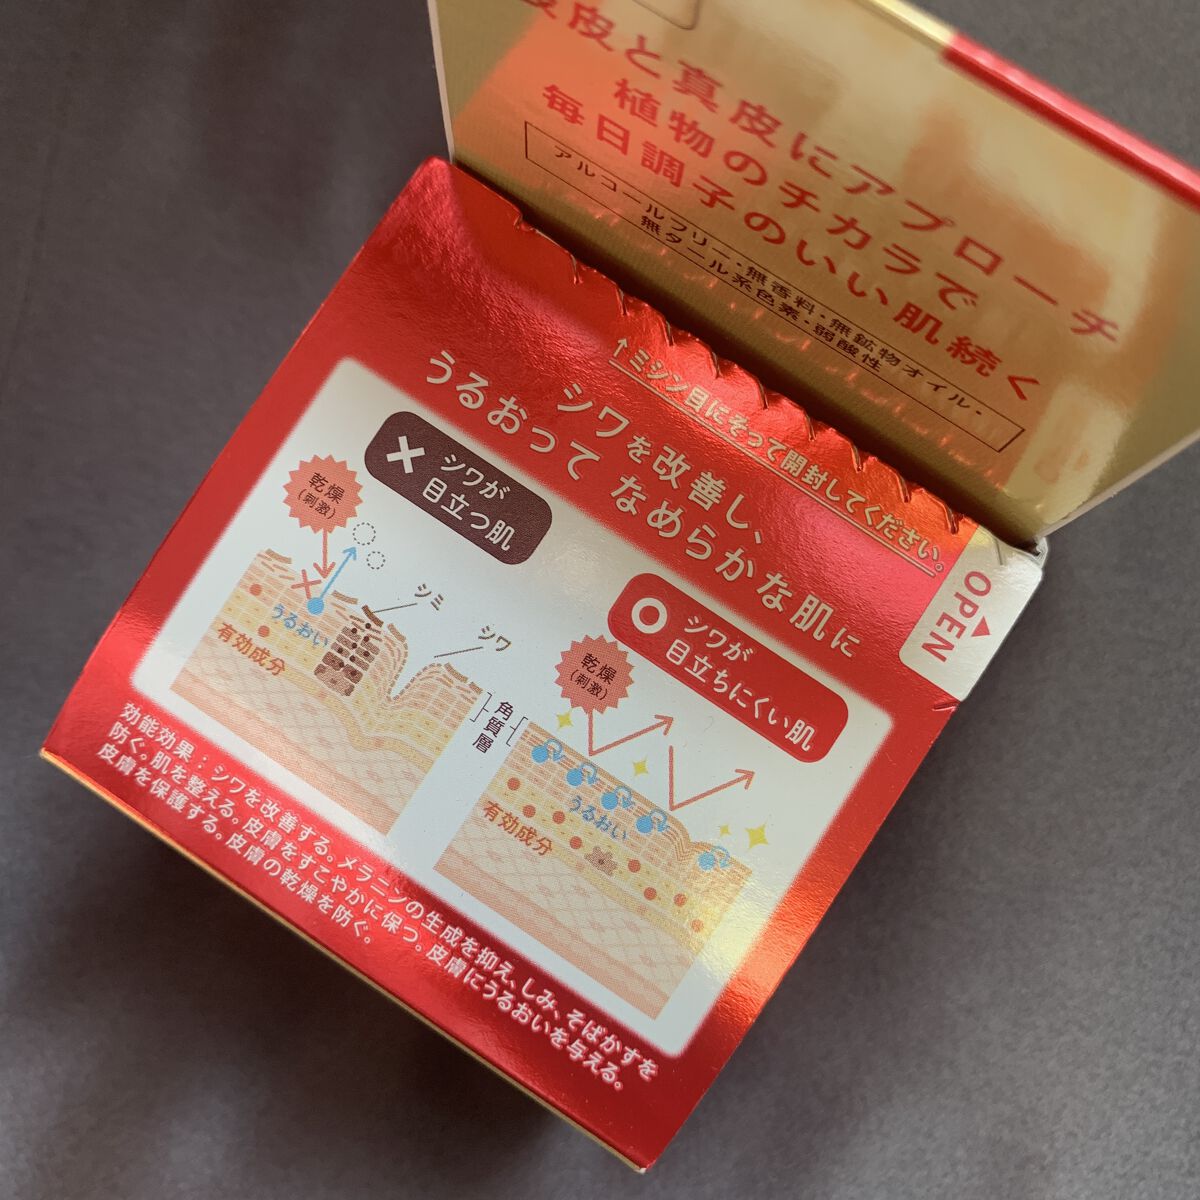 表皮と真皮にアプローチ
植物のチカラで
毎日調子のいい肌続く
アルコールフリー・無香料・無鉱物オイル・
無タール系色素・弱酸性
↑ミシン目にそって開封してください。
OPEN
シワを改善し、
うるおって なめらかな肌に
シワが
目立つ肌
乾燥
(刺激)
シミ
シワ
うるおい
有効成分
角質層
シワが
目立ちにくい肌
乾燥
(刺激)
うるおい
有効成分
効能効果：シワを改善する。メラニンの生成を抑え、しみ、そばかすを
防ぐ。肌を整える。皮膚をすこやかに保つ。皮膚にうるおいを与える。
皮膚を保護する。皮膚の乾燥を防ぐ。